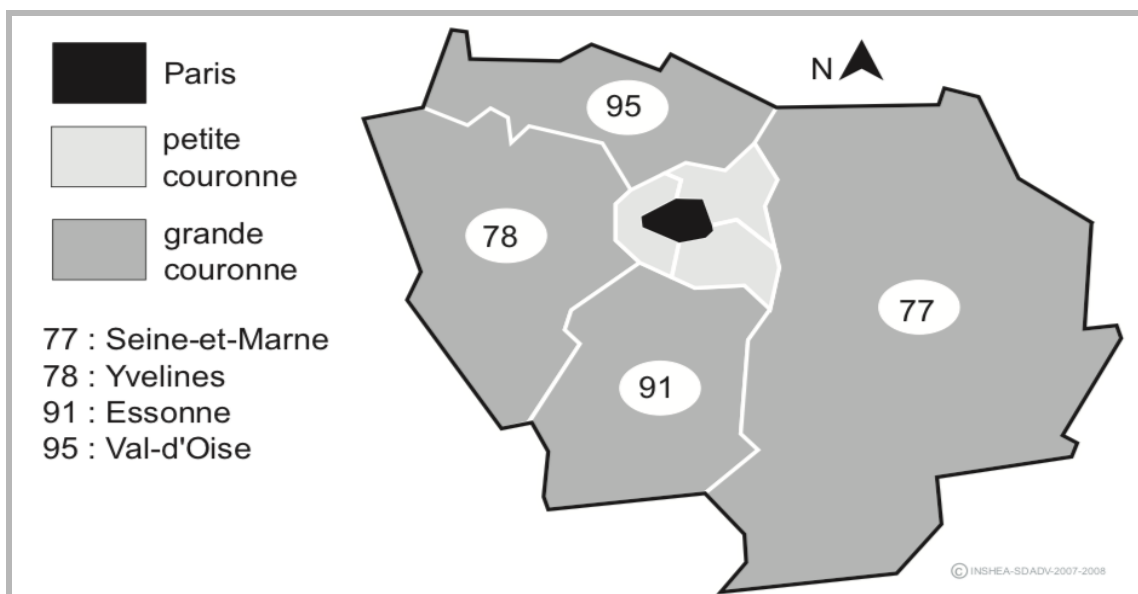 Paris
petite
couronne
grande
couronne
77 : Seine-et-Marne
78 : Yvelines
91 : Essonne
95 : Val-d'Oise
N
95
78
77
91
© INSHEA-SDADV-2007-2008